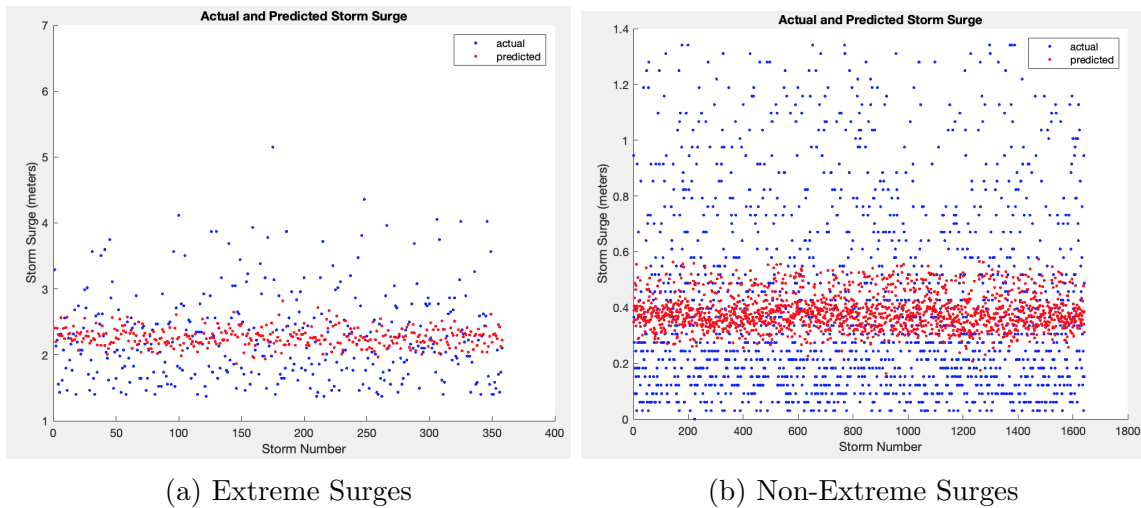 Actual and Predicted Storm Surge
7
6
5
4
3
2
1
Storm Surge (meters)
actual
predicted
0 50 100 150 200 250 300 350 400
Storm Number
(a) Extreme Surges
Actual and Predicted Storm Surge
1.4
1.2
1
0.8
0.6
0.4
0.2
0
Storm Surge (meters)
actual
predicted
0 200 400 600 800 1000 1200 1400 1600 1800
Storm Number
(b) Non-Extreme Surges